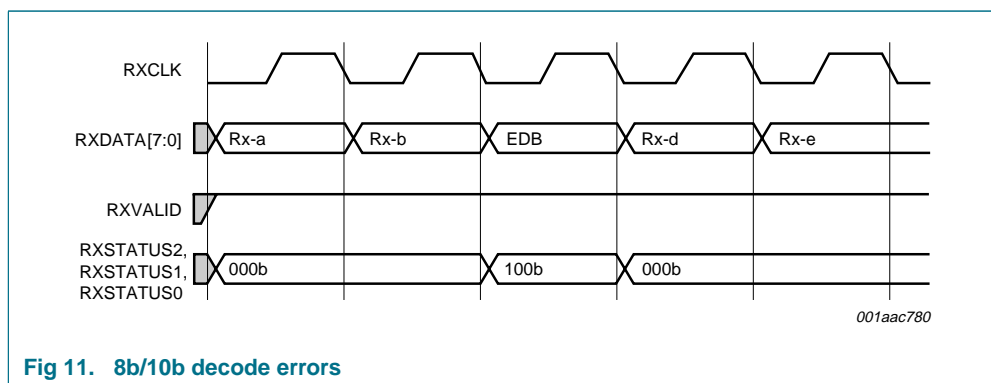 RXCLK
RXDATA[7:0]
Rx-a
Rx-b
EDB
Rx-d
Rx-e
RXVALID
RXSTATUS2,
RXSTATUS1,
RXSTATUS0
000b
100b
000b
001aac780
Fig 11. 8b/10b decode errors